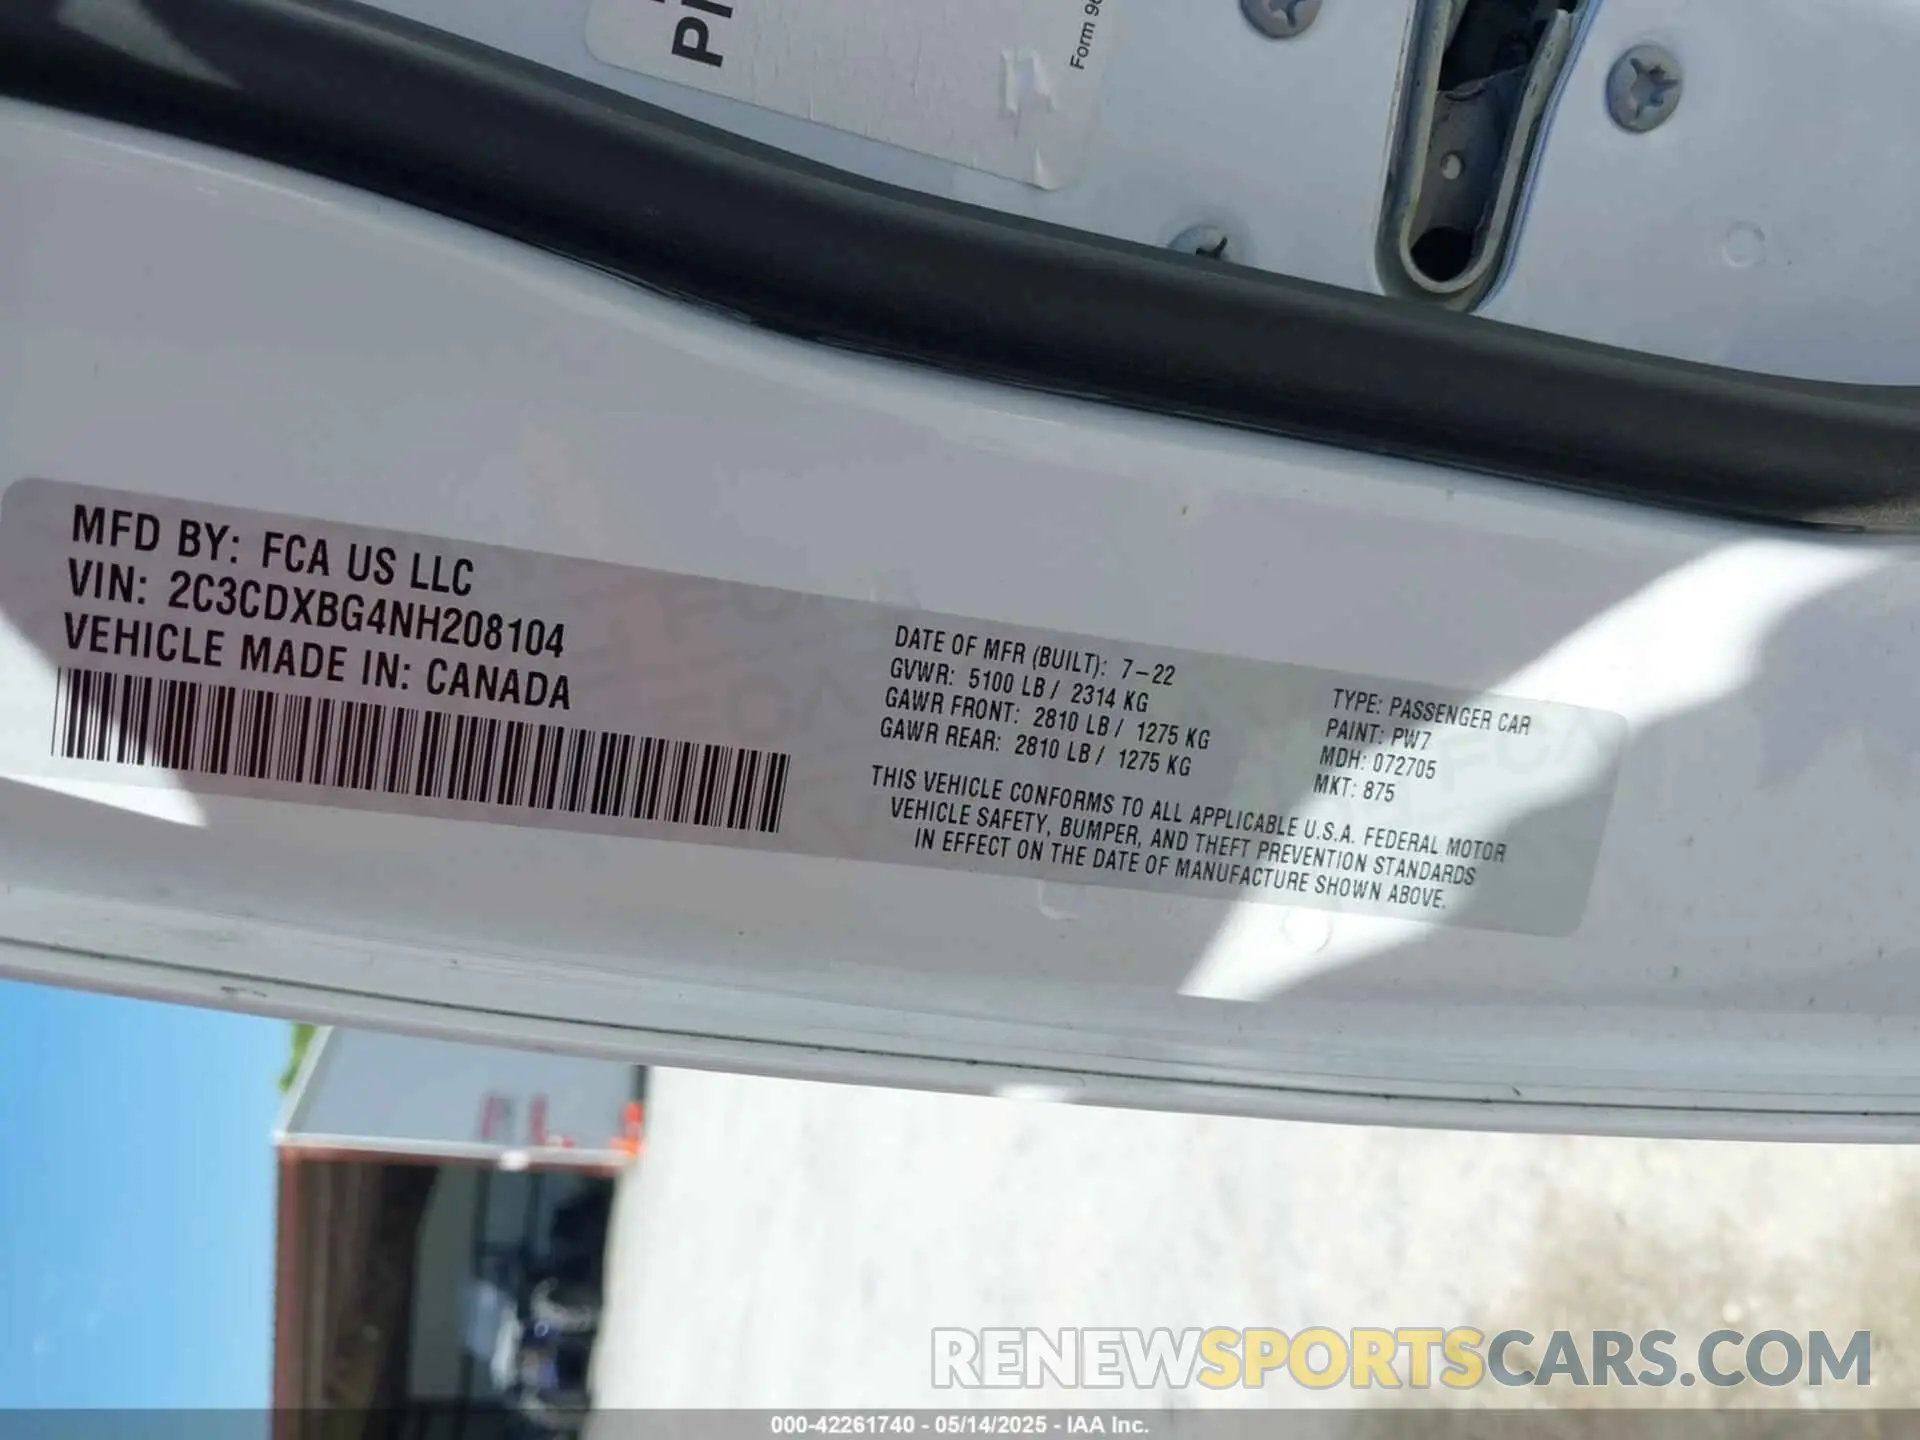 PI
Form 98
MFD BY: FCA US LLC
VIN: 2C3CDXBG4NH208104
VEHICLE MADE IN: CANADA
DATE OF MFR (BUILT): 7-22
GVWR: 5100 LB / 2314 KG
GAWR FRONT: 2810 LB / 1275 KG
GAWR REAR: 2810 LB / 1275 KG
TYPE: PASSENGER CAR
PAINT: PW7
MDH: 072705
MKT: 875
THIS VEHICLE CONFORMS TO ALL APPLICABLE U.S.A. FEDERAL MOTOR
VEHICLE SAFETY, BUMPER, AND THEFT PREVENTION STANDARDS
IN EFFECT ON THE DATE OF MANUFACTURE SHOWN ABOVE.
RENEWSPORTSCARS.COM
000-42261740 - 05/14/2025 - IAA Inc.